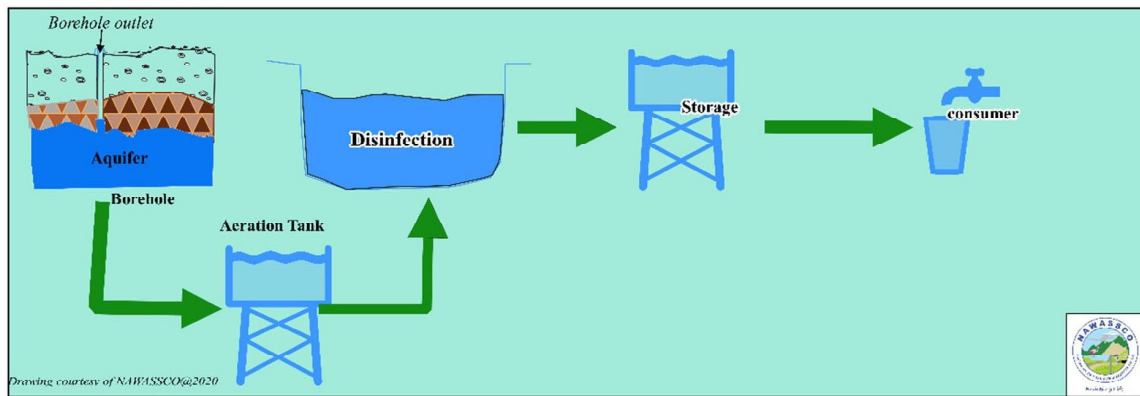 Borehole outlet
Aquifer
Borehole
Aeration Tank
Disinfection
Storage
consumer
Drawing courtesy of NAWASSCO@2020
NAWASSCO